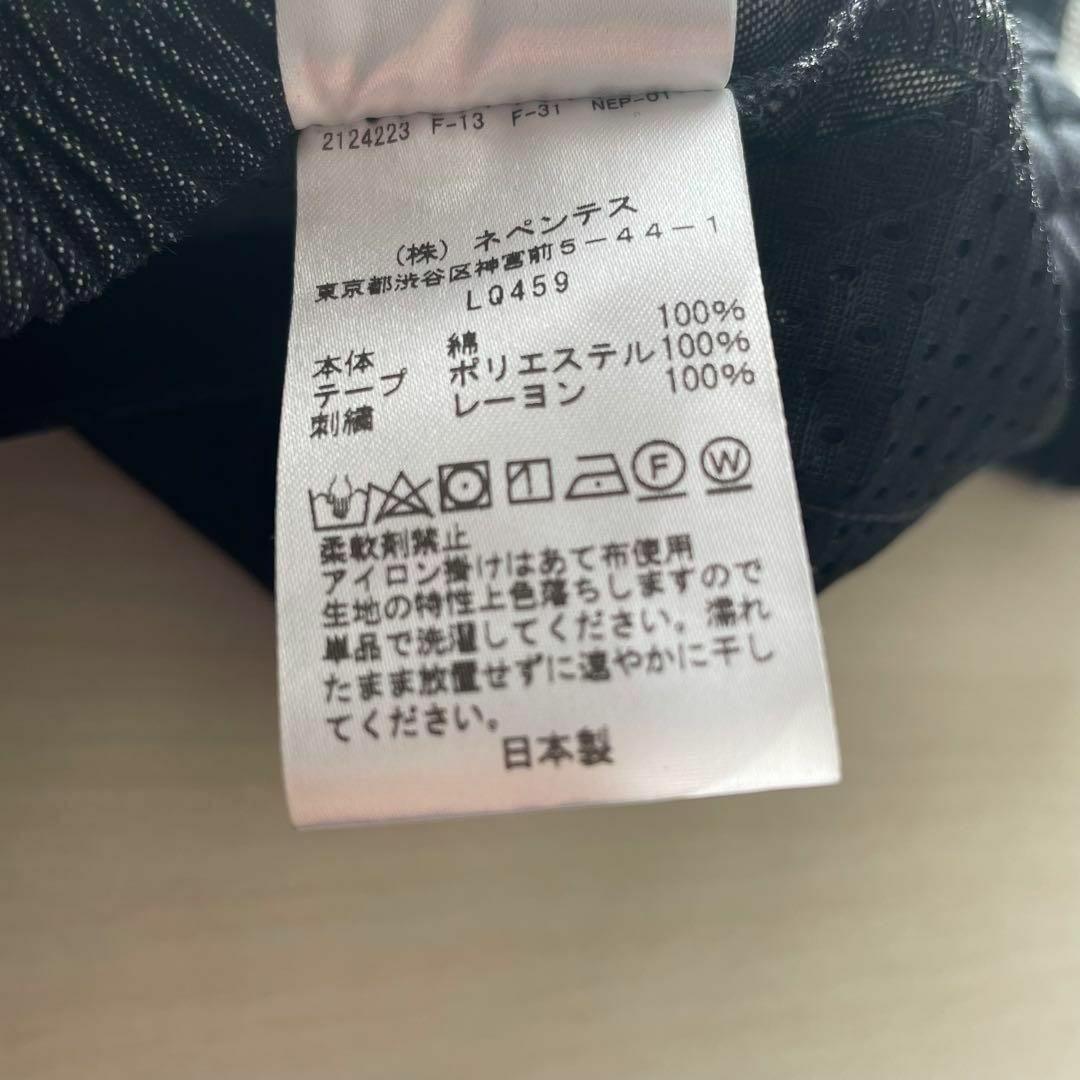 2124223 F-13 F-31 NEP-01
(株) ネペンテス
東京都渋谷区神宮前5-44-1
LQ459
本体 綿 100%
テープ ポリエステル 100%
刺繍 レーヨン 100%
F W
柔軟剤禁止
アイロン掛けはあて布使用
生地の特性上色落ちしますので
単品で洗濯してください。濡れ
たまま放置せずに速やかに干し
てください。
日本製